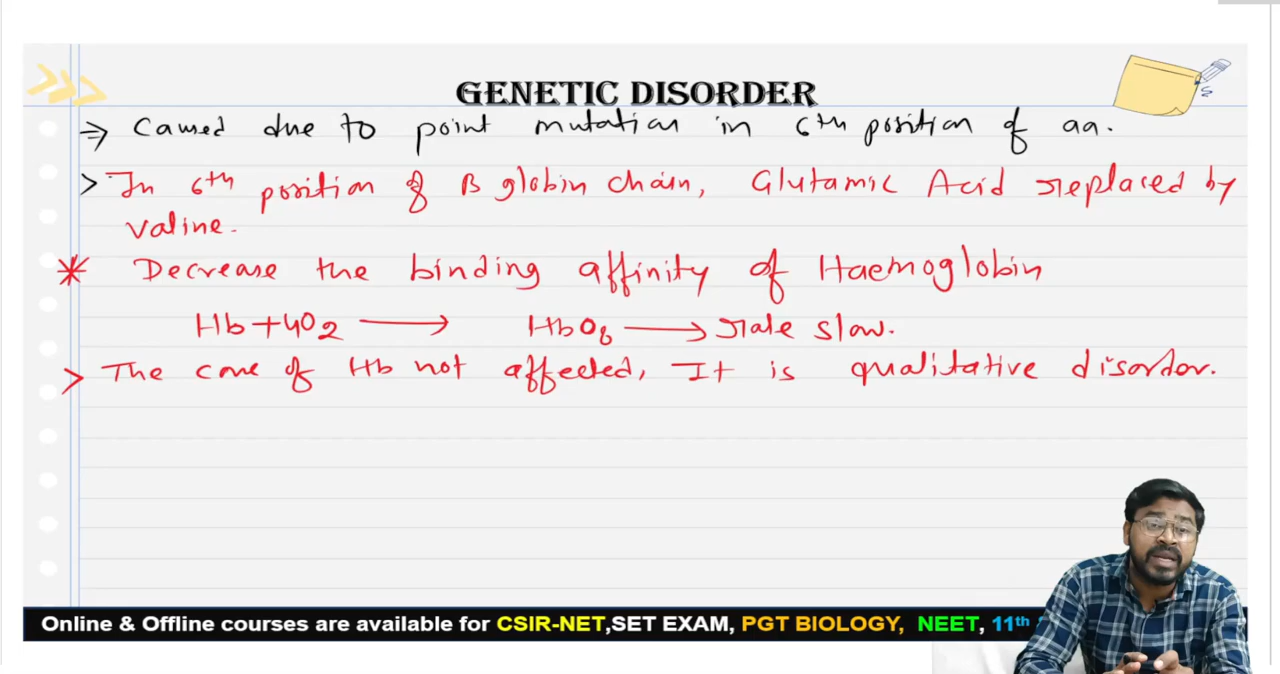 GENETIC DISORDER
⇒ Caused due to point mutation in 6th position of aa.
> In 6th position of B globin chain, Glutamic Acid replaced by
valine.
* Decrease the binding affinity of Haemoglobin
Hb+4O2 ⟶ HbO8 ⟶ rate slow.
> The conc of Hb not affected, It is qualitative disorder.
Online & Offline courses are available for CSIR-NET,SET EXAM, PGT BIOLOGY, NEET, 11th